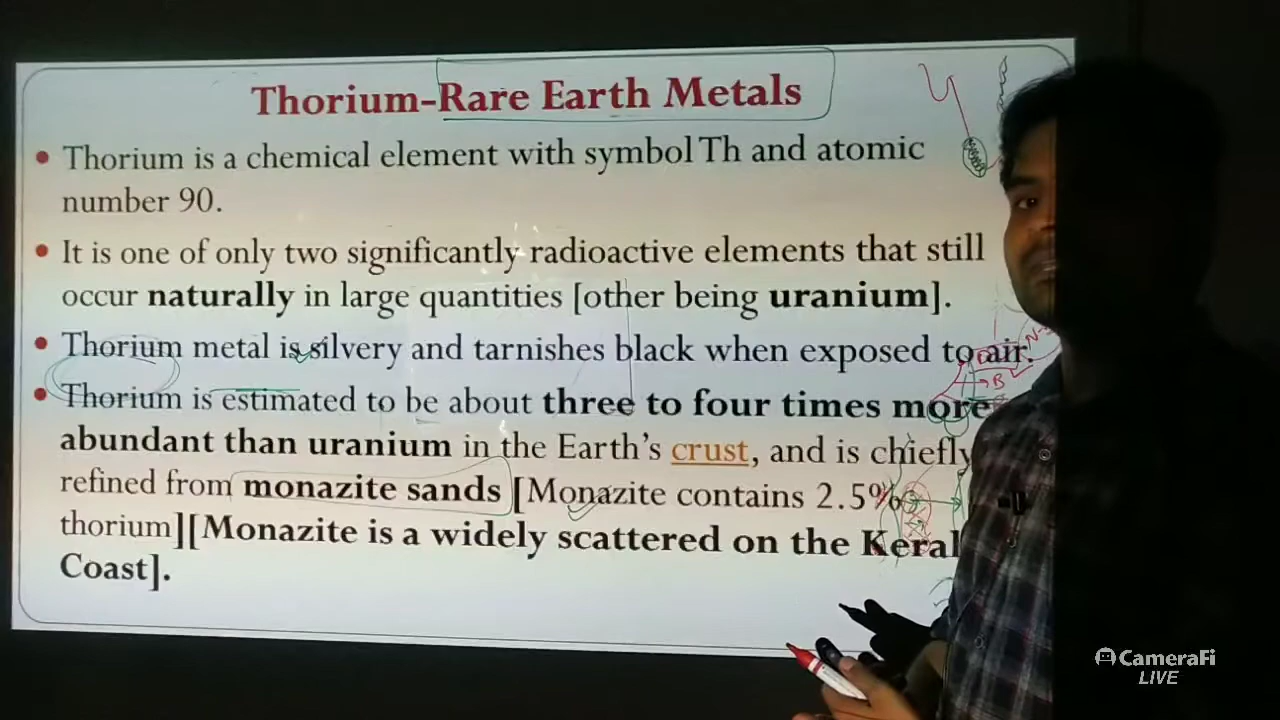 Thorium-Rare Earth Metals
• Thorium is a chemical element with symbol Th and atomic
number 90.
• It is one of only two significantly radioactive elements that still
occur naturally in large quantities [other being uranium].
• Thorium metal is silvery and tarnishes black when exposed to air.
• Thorium is estimated to be about three to four times more
abundant than uranium in the Earth's crust, and is chiefly
refined from monazite sands [Monazite contains 2.5%
thorium][Monazite is a widely scattered on the Keral
Coast].
CameraFi
LIVE